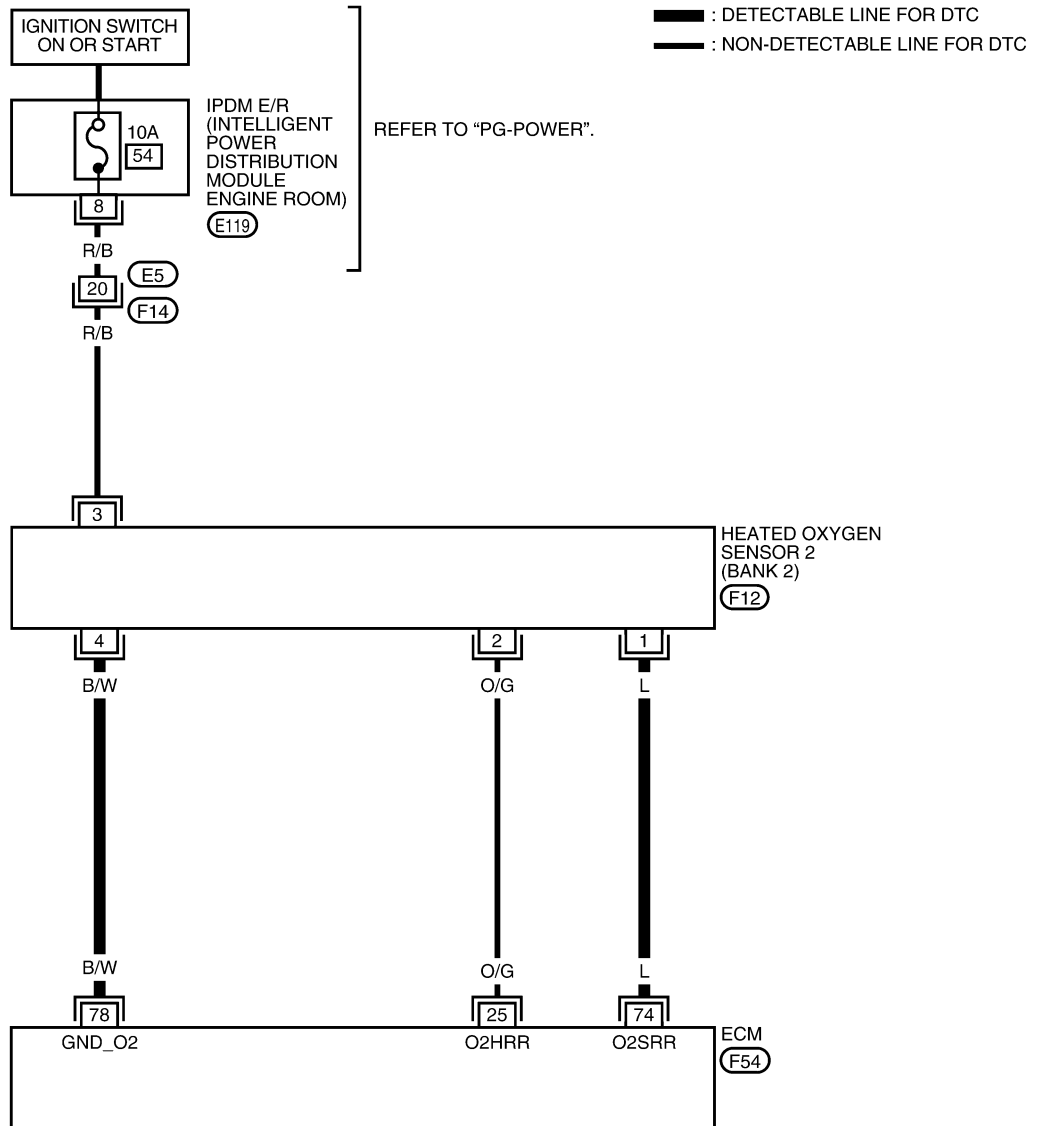 IGNITION SWITCH
ON OR START
: DETECTABLE LINE FOR DTC
: NON-DETECTABLE LINE FOR DTC
10A
54
IPDM E/R
(INTELLIGENT
POWER
DISTRIBUTION
MODULE
ENGINE ROOM)
E119
REFER TO “PG-POWER”.
8
R/B
20
E5
F14
R/B
3
HEATED OXYGEN
SENSOR 2
(BANK 2)
F12
4
2
1
B/W
O/G
L
B/W
O/G
L
78
25
74
GND_O2
O2HRR
O2SRR
ECM
F54